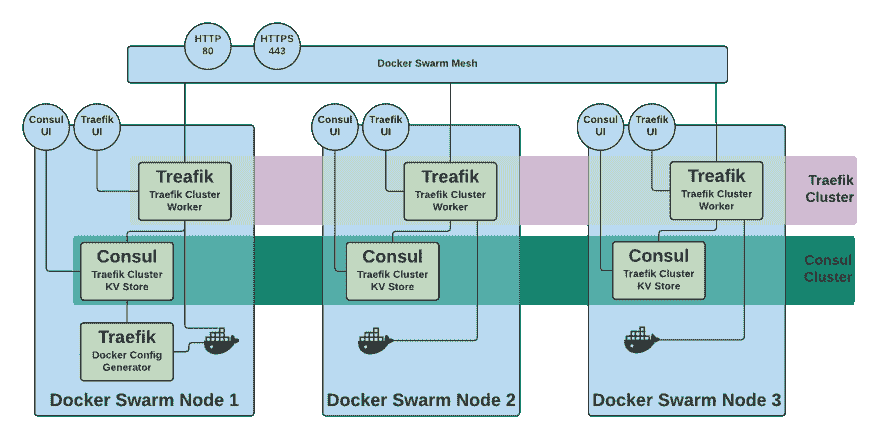 HTTP
80
HTTPS
443
Docker Swarm Mesh
Consul
UI
Traefik
UI
Consul
UI
Traefik
UI
Consul
UI
Traefik
UI
Treafik
Traefik Cluster
Worker
Treafik
Traefik Cluster
Worker
Treafik
Traefik Cluster
Worker
Traefik
Cluster
Consul
Traefik Cluster
KV Store
Consul
Traefik Cluster
KV Store
Consul
Traefik Cluster
KV Store
Consul
Cluster
Traefik
Docker Config
Generator
Docker Swarm Node 1
Docker Swarm Node 2
Docker Swarm Node 3